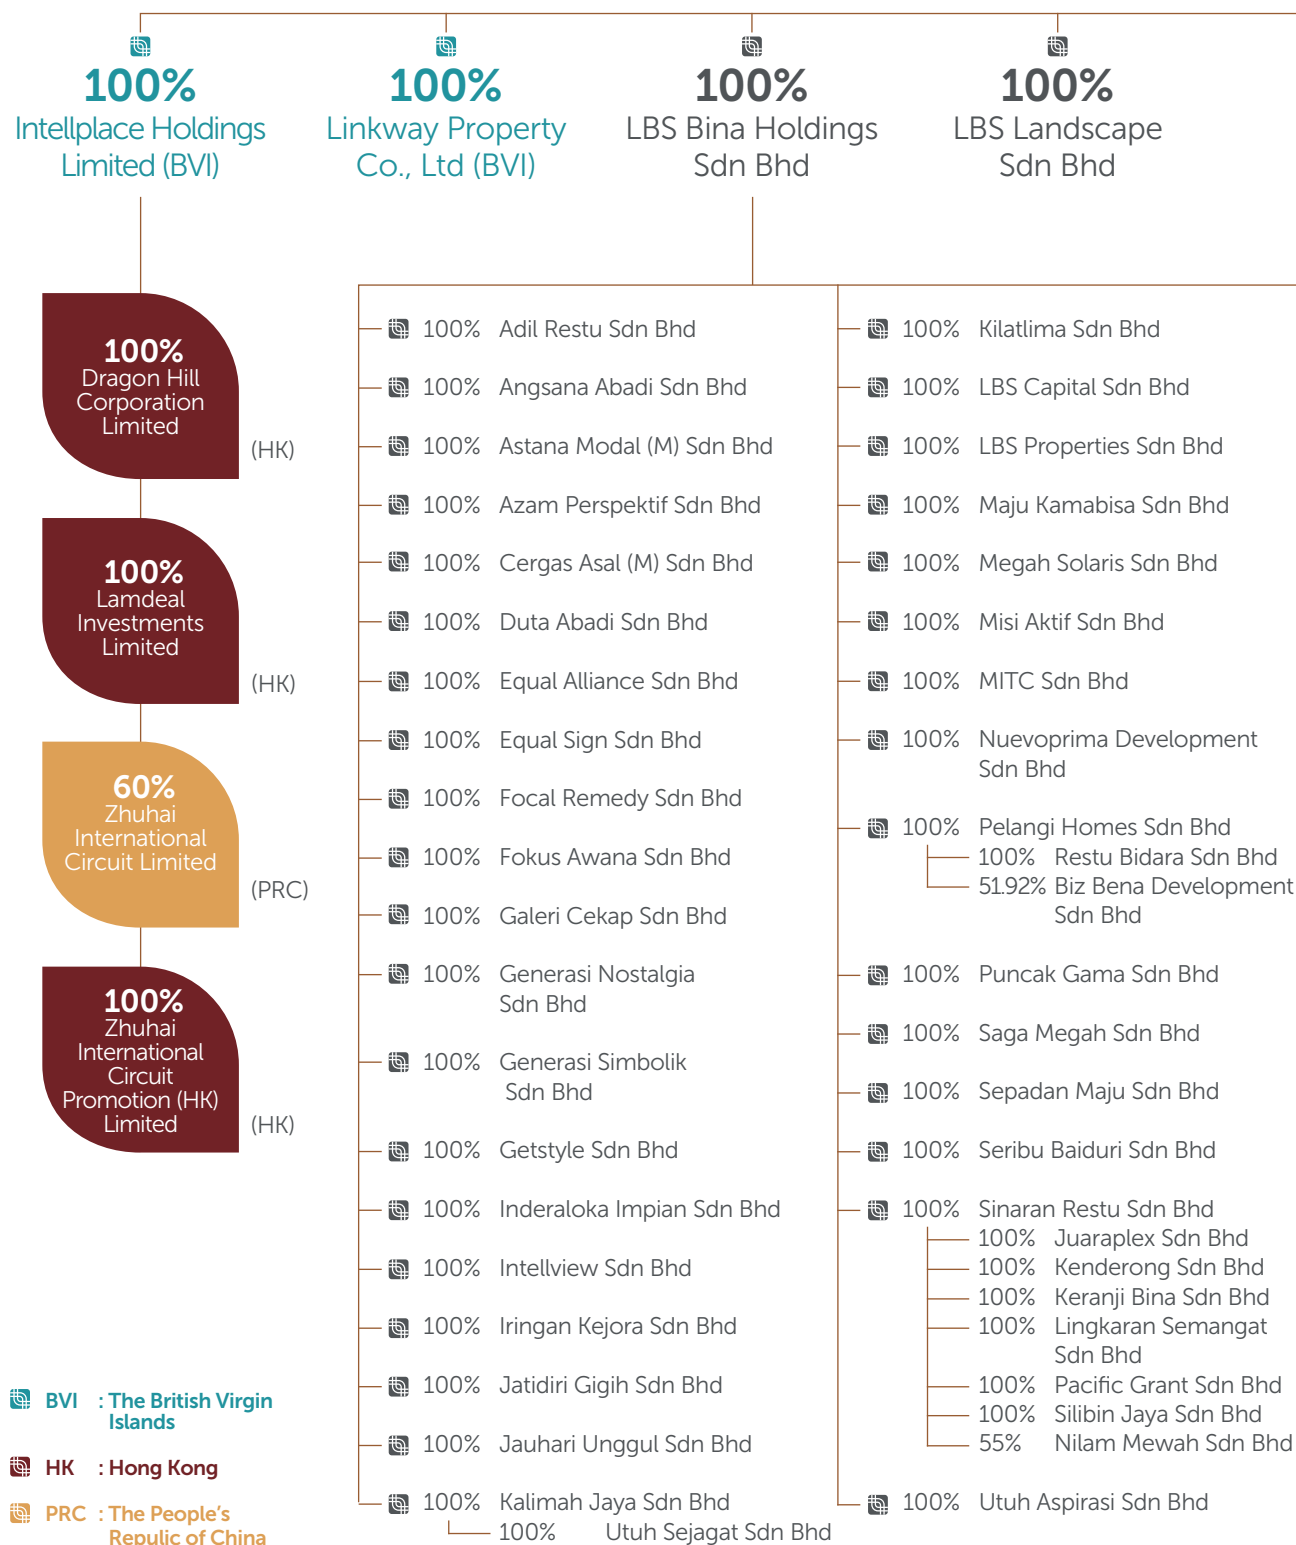 100%
Intellplace Holdings
Limited (BVI)
100%
Linkway Property
Co., Ltd (BVI)
100%
LBS Bina Holdings
Sdn Bhd
100%
LBS Landscape
Sdn Bhd
100%
Dragon Hill
Corporation
Limited
(HK)
100%
Lamdeal
Investments
Limited
(HK)
60%
Zhuhai
International
Circuit Limited
(PRC)
100%
Zhuhai
International
Circuit
Promotion (HK)
Limited
(HK)
100% Adil Restu Sdn Bhd
100% Angsana Abadi Sdn Bhd
100% Astana Modal (M) Sdn Bhd
100% Azam Perspektif Sdn Bhd
100% Cergas Asal (M) Sdn Bhd
100% Duta Abadi Sdn Bhd
100% Equal Alliance Sdn Bhd
100% Equal Sign Sdn Bhd
100% Focal Remedy Sdn Bhd
100% Fokus Awana Sdn Bhd
100% Galeri Cekap Sdn Bhd
100% Generasi Nostalgia
Sdn Bhd
100% Generasi Simbolik
Sdn Bhd
100% Getstyle Sdn Bhd
100% Inderaloka Impian Sdn Bhd
100% Intellview Sdn Bhd
100% Iringan Kejora Sdn Bhd
100% Jatidiri Gigih Sdn Bhd
100% Jauhari Unggul Sdn Bhd
100% Kalimah Jaya Sdn Bhd
100% Utuh Sejagat Sdn Bhd
100% Kilatlima Sdn Bhd
100% LBS Capital Sdn Bhd
100% LBS Properties Sdn Bhd
100% Maju Kamabisa Sdn Bhd
100% Megah Solaris Sdn Bhd
100% Misi Aktif Sdn Bhd
100% MITC Sdn Bhd
100% Nuevoprima Development
Sdn Bhd
100% Pelangi Homes Sdn Bhd
100% Restu Bidara Sdn Bhd
51.92% Biz Bena Development
Sdn Bhd
100% Puncak Gama Sdn Bhd
100% Saga Megah Sdn Bhd
100% Sepadan Maju Sdn Bhd
100% Seribu Baiduri Sdn Bhd
100% Sinaran Restu Sdn Bhd
100% Juaraplex Sdn Bhd
100% Kenderong Sdn Bhd
100% Keranji Bina Sdn Bhd
100% Lingkaran Semangat
Sdn Bhd
100% Pacific Grant Sdn Bhd
100% Silibin Jaya Sdn Bhd
55% Nilam Mewah Sdn Bhd
100% Utuh Aspirasi Sdn Bhd
BVI : The British Virgin
Islands
HK : Hong Kong
PRC : The People's
Repulic of China